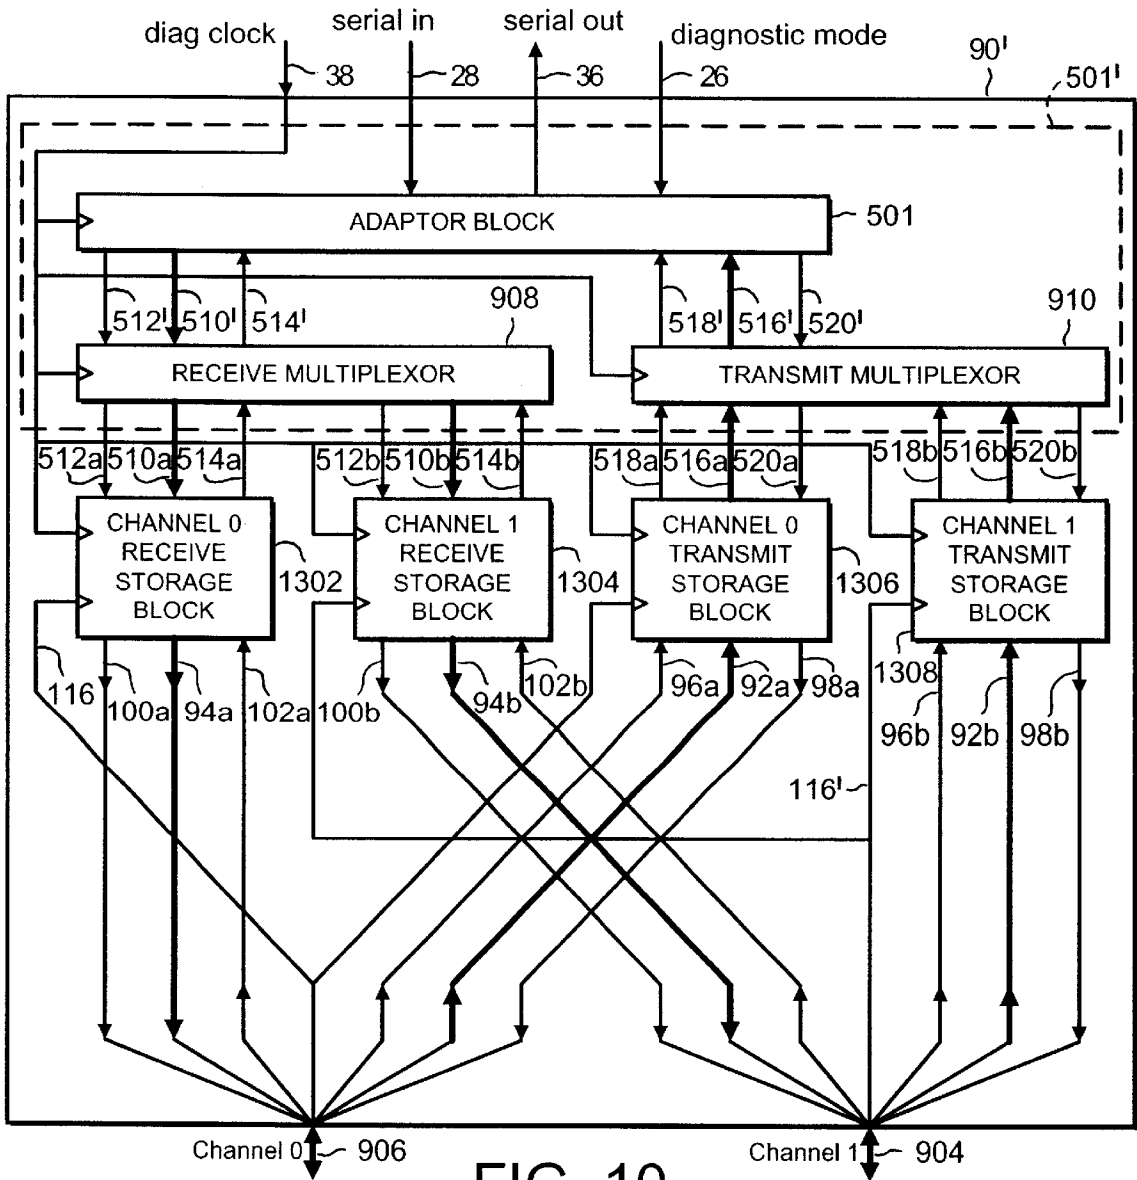 diag clock
serial in
serial out
diagnostic mode
38
28
36
26
90'
501'
ADAPTOR BLOCK
501
512'
510'
514'
908
518'
516'
520'
910
RECEIVE MULTIPLEXOR
TRANSMIT MULTIPLEXOR
512a
510a
514a
512b
510b
514b
518a
516a
520a
518b
516b
520b
CHANNEL 0
RECEIVE
STORAGE
BLOCK
1302
CHANNEL 1
RECEIVE
STORAGE
BLOCK
1304
CHANNEL 0
TRANSMIT
STORAGE
BLOCK
1306
CHANNEL 1
TRANSMIT
STORAGE
BLOCK
1308
116
100a
94a
102a
100b
94b
102b
96a
92a
98a
96b
92b
98b
116'
Channel 0
906
Channel 1
904
FIG. 10